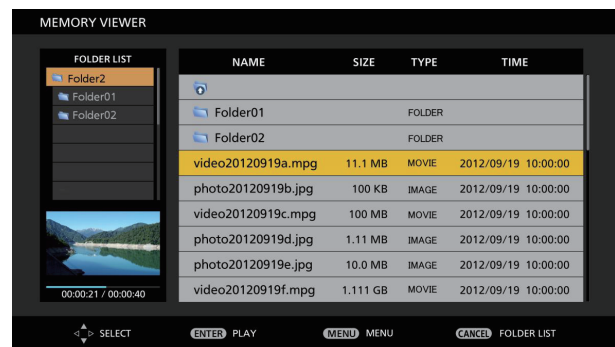 MEMORY VIEWER
FOLDER LIST
Folder2
Folder01
Folder02
00:00:21 / 00:00:40
NAME SIZE TYPE TIME
Folder01 FOLDER
Folder02 FOLDER
video20120919a.mpg 11.1 MB MOVIE 2012/09/19 10:00:00
photo20120919b.jpg 100 KB IMAGE 2012/09/19 10:00:00
video20120919c.mpg 100 MB MOVIE 2012/09/19 10:00:00
photo20120919d.jpg 1.11 MB IMAGE 2012/09/19 10:00:00
photo20120919e.jpg 10.0 MB IMAGE 2012/09/19 10:00:00
video20120919f.mpg 1.111 GB MOVIE 2012/09/19 10:00:00
SELECT ENTER PLAY MENU MENU CANCEL FOLDER LIST